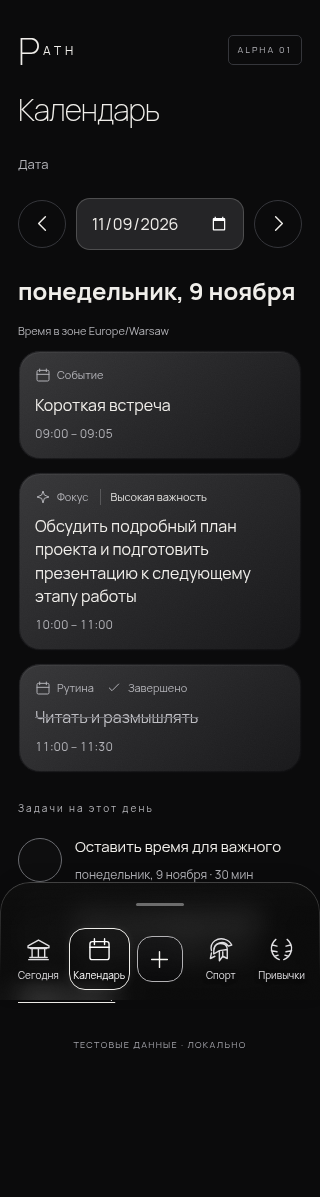 PATH
ALPHA 01
Календарь
Дата
11/09/2026
понедельник, 9 ноября
Время в зоне Europe/Warsaw
Событие
Короткая встреча
09:00 – 09:05
Фокус Высокая важность
Обсудить подробный план
проекта и подготовить
презентацию к следующему
этапу работы
10:00 – 11:00
Рутина Завершено
Читать и размышлять
11:00 – 11:30
Задачи на этот день
Оставить время для важного
понедельник, 9 ноября · 30 мин
Сегодня Календарь Спорт Привычки
ТЕСТОВЫЕ ДАННЫЕ · ЛОКАЛЬНО